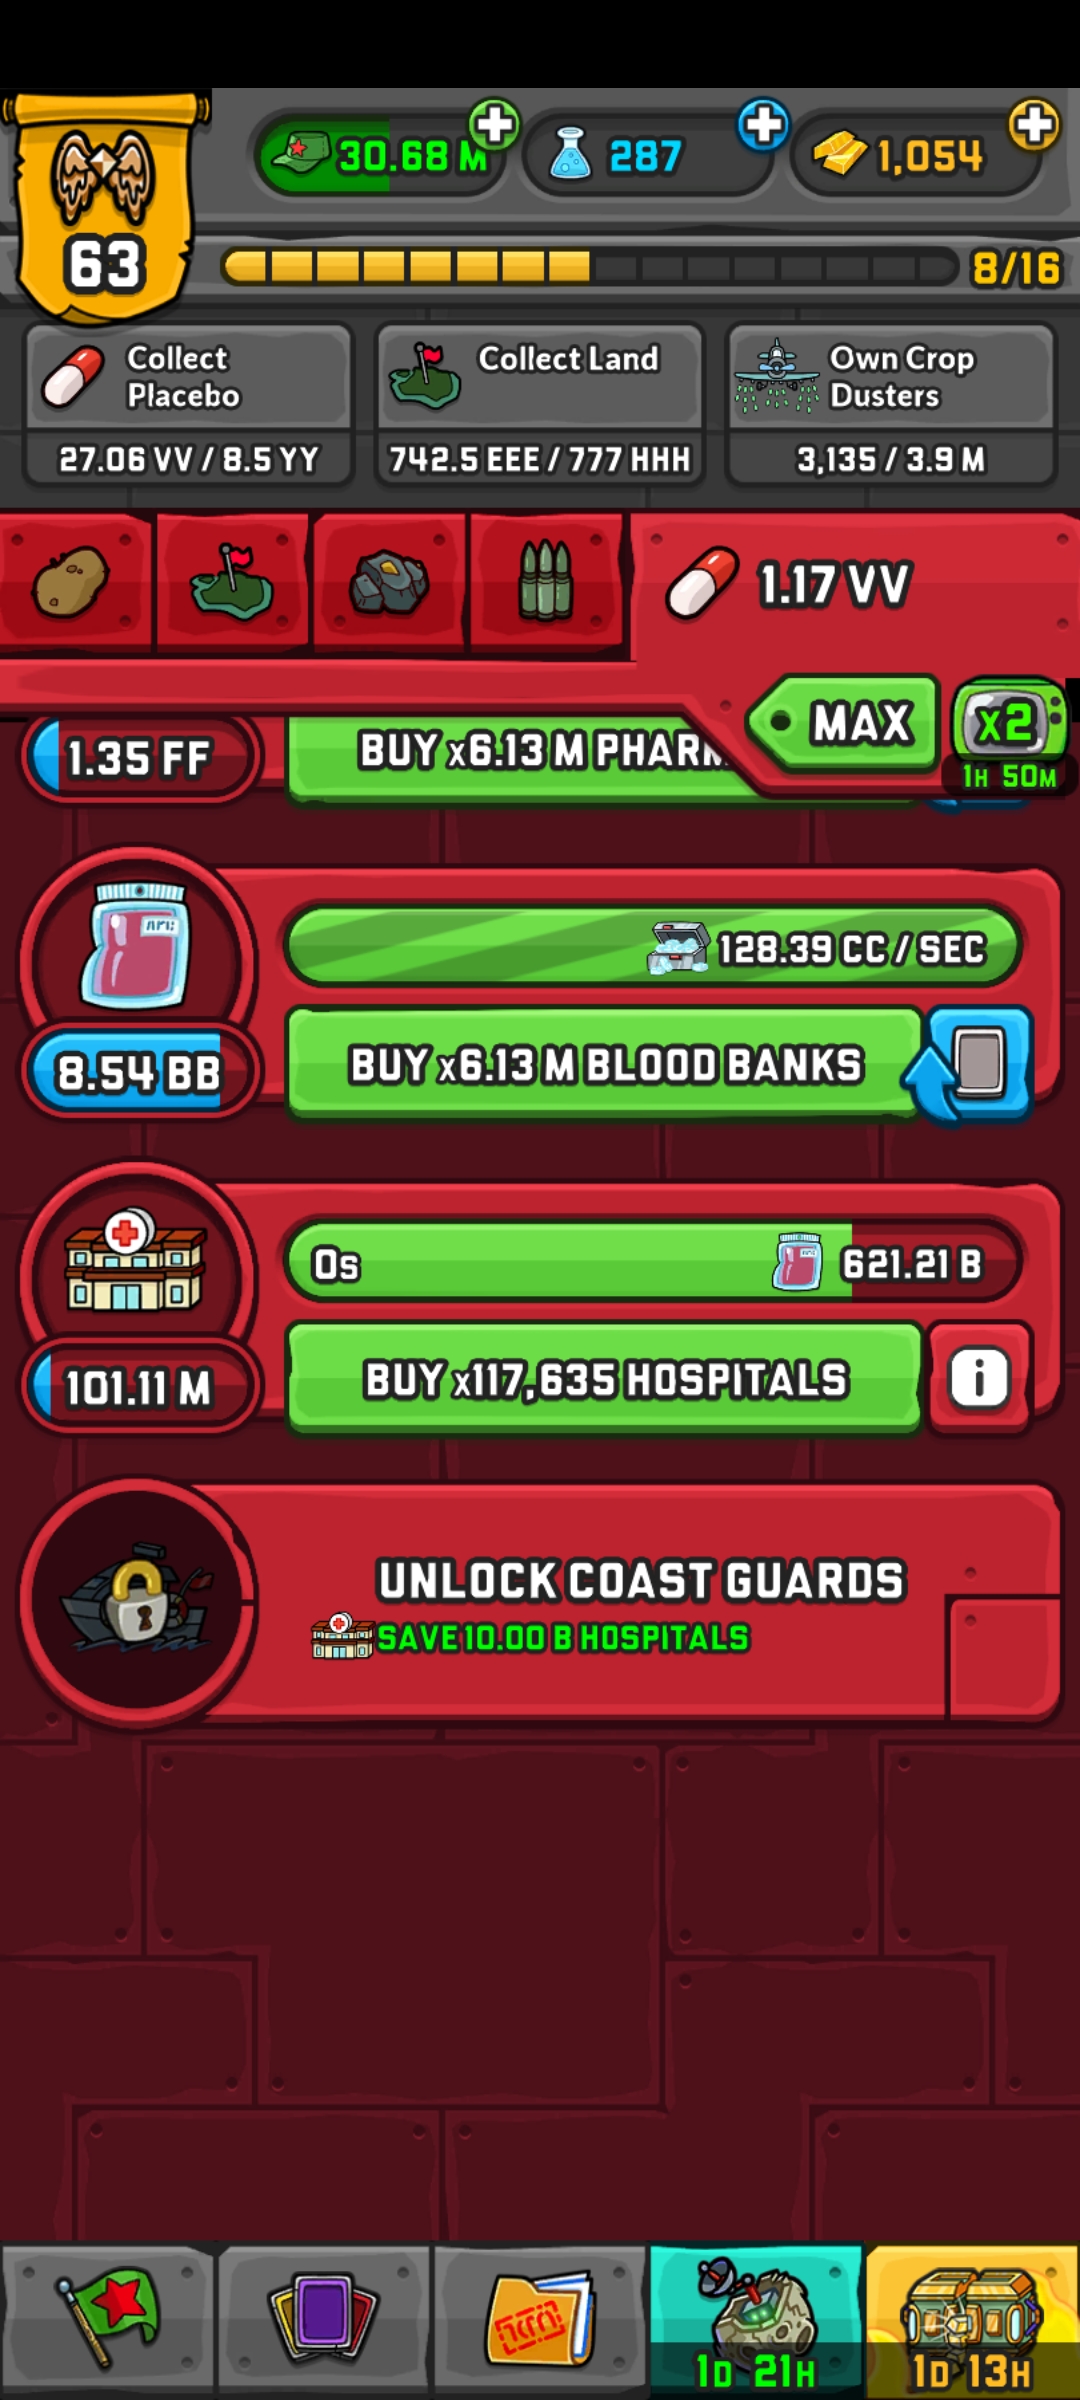 30.68 M
287
1,054
63
8/16
Collect
Placebo
27.06 VV / 8.5 YY
Collect Land
742.5 EEE / 777 HHH
Own Crop
Dusters
3,135 / 3.9 M
1.17 VV
MAX
x2
1H 50M
1.35 FF
BUY x6.13 M
128.39 CC / SEC
8.54 BB
BUY x6.13 M BLOOD BANKS
0s
621.21 B
101.11 M
BUY x117,635 HOSPITALS
i
UNLOCK COAST GUARDS
SAVE 10.00 B HOSPITALS
1D 21H
1D 13H